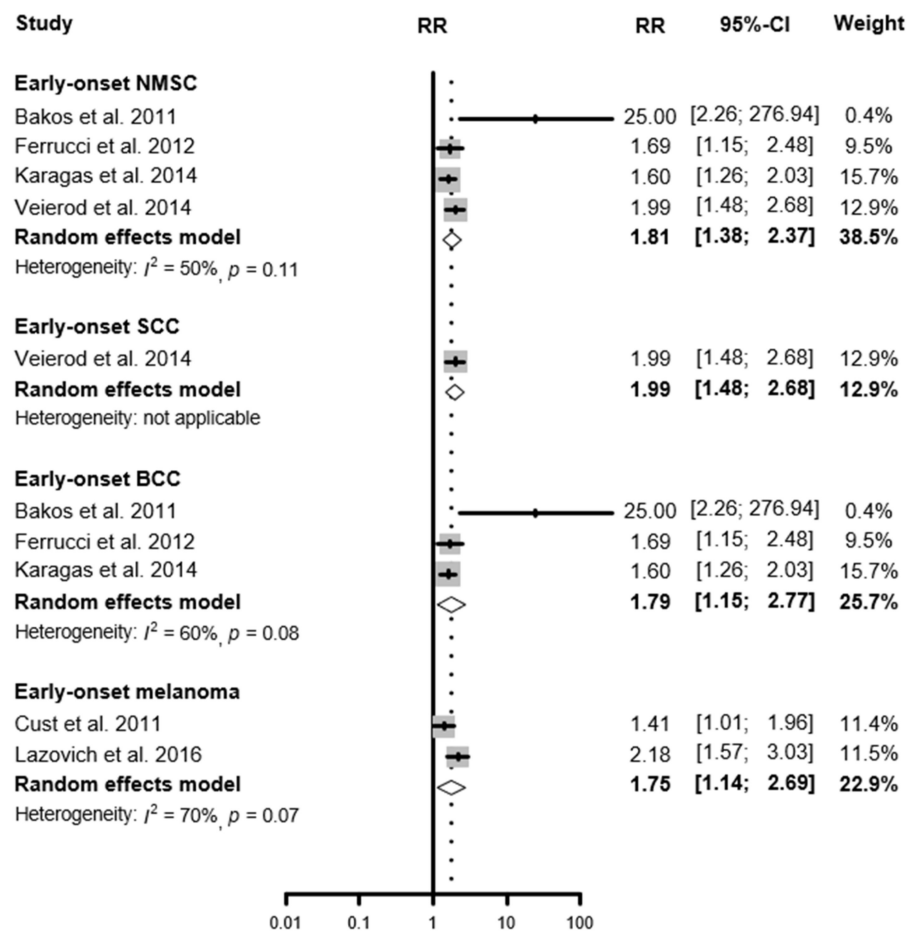 Study RR RR 95%-CI Weight
Early-onset NMSC
Bakos et al. 2011 25.00 [2.26; 276.94] 0.4%
Ferrucci et al. 2012 1.69 [1.15; 2.48] 9.5%
Karagas et al. 2014 1.60 [1.26; 2.03] 15.7%
Veierod et al. 2014 1.99 [1.48; 2.68] 12.9%
Random effects model 1.81 [1.38; 2.37] 38.5%
Heterogeneity: I² = 50%, p = 0.11
Early-onset SCC
Veierod et al. 2014 1.99 [1.48; 2.68] 12.9%
Random effects model 1.99 [1.48; 2.68] 12.9%
Heterogeneity: not applicable
Early-onset BCC
Bakos et al. 2011 25.00 [2.26; 276.94] 0.4%
Ferrucci et al. 2012 1.69 [1.15; 2.48] 9.5%
Karagas et al. 2014 1.60 [1.26; 2.03] 15.7%
Random effects model 1.79 [1.15; 2.77] 25.7%
Heterogeneity: I² = 60%, p = 0.08
Early-onset melanoma
Cust et al. 2011 1.41 [1.01; 1.96] 11.4%
Lazovich et al. 2016 2.18 [1.57; 3.03] 11.5%
Random effects model 1.75 [1.14; 2.69] 22.9%
Heterogeneity: I² = 70%, p = 0.07
0.01 0.1 1 10 100